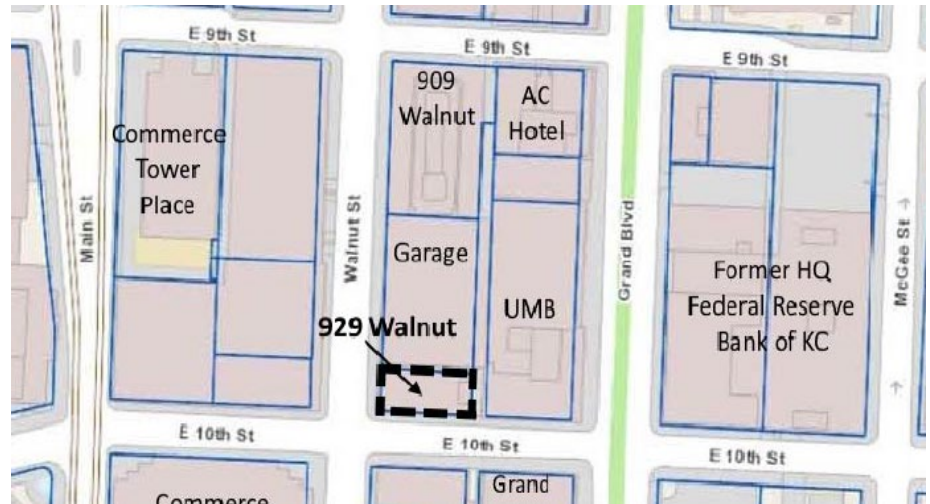 E 9th St
E 9th St
E 9th St
909
Walnut
AC
Hotel
Commerce
Tower
Place
Main St
Walnut St
Grand Blvd
McGee St →
Garage
UMB
Former HQ
Federal Reserve
Bank of KC
929 Walnut
E 10th St
E 10th St
E 10th St
Commerce
Grand